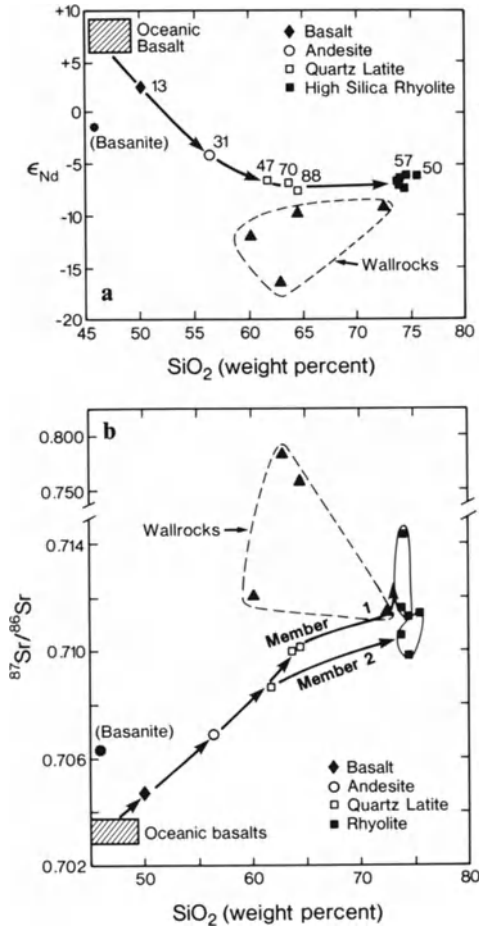 a
+10
+5
0
-5
-10
-15
-20
εNd
Oceanic
Basalt
13
(Basanite)
31
47
70
88
57
50
Wallrocks
Basalt
Andesite
Quartz Latite
High Silica Rhyolite
45
50
55
60
65
70
75
80
SiO2 (weight percent)
b
0.800
0.750
0.714
0.710
0.706
0.702
87Sr/86Sr
Wallrocks
Member 1
Member 2
(Basanite)
Oceanic basalts
Basalt
Andesite
Quartz Latite
Rhyolite
50
60
70
80
SiO2 (weight percent)